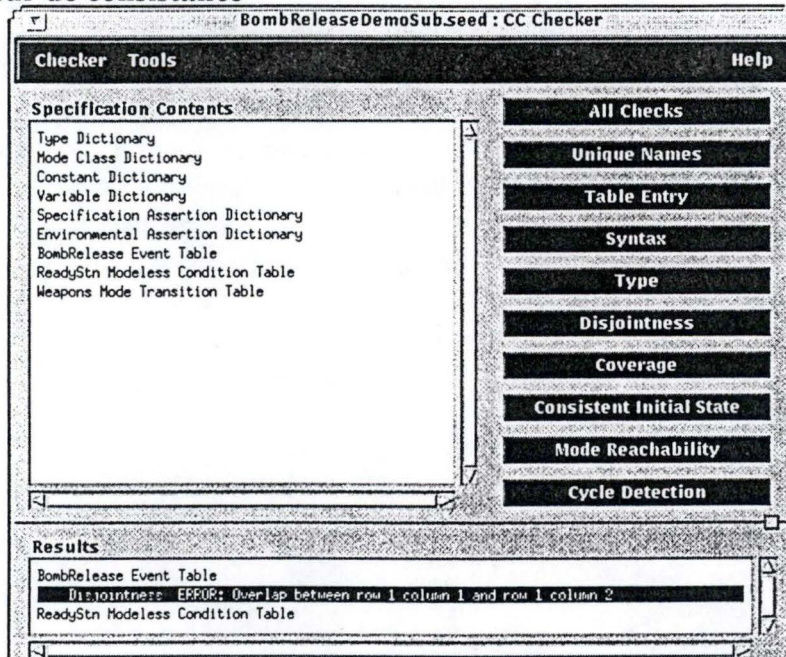 BombReleaseDemoSub.seed : CC Checker
Checker Tools Help
Specification Contents
Type Dictionary
Mode Class Dictionary
Constant Dictionary
Variable Dictionary
Specification Assertion Dictionary
Environmental Assertion Dictionary
BombRelease Event Table
ReadyStn Modeless Condition Table
Weapons Mode Transition Table
All Checks
Unique Names
Table Entry
Syntax
Type
Disjointness
Coverage
Consistent Initial State
Mode Reachability
Cycle Detection
Results
BombRelease Event Table
Disjointness ERROR: Overlap between row 1 column 1 and row 1 column 2
ReadyStn Modeless Condition Table